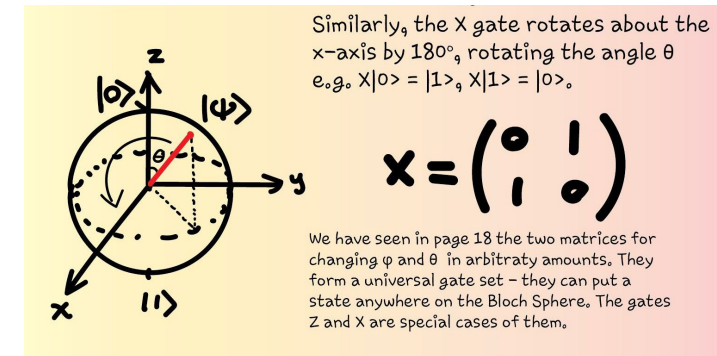 Similarly, the X gate rotates about the
x-axis by 180°, rotating the angle θ
e.g. X|0> = |1>, X|1> = |0>.
z
|0>
|ψ>
θ
y
x
|1>
X = (0 1
1 0)
We have seen in page 18 the two matrices for
changing φ and θ in arbitraty amounts. They
form a universal gate set – they can put a
state anywhere on the Bloch Sphere. The gates
Z and X are special cases of them.